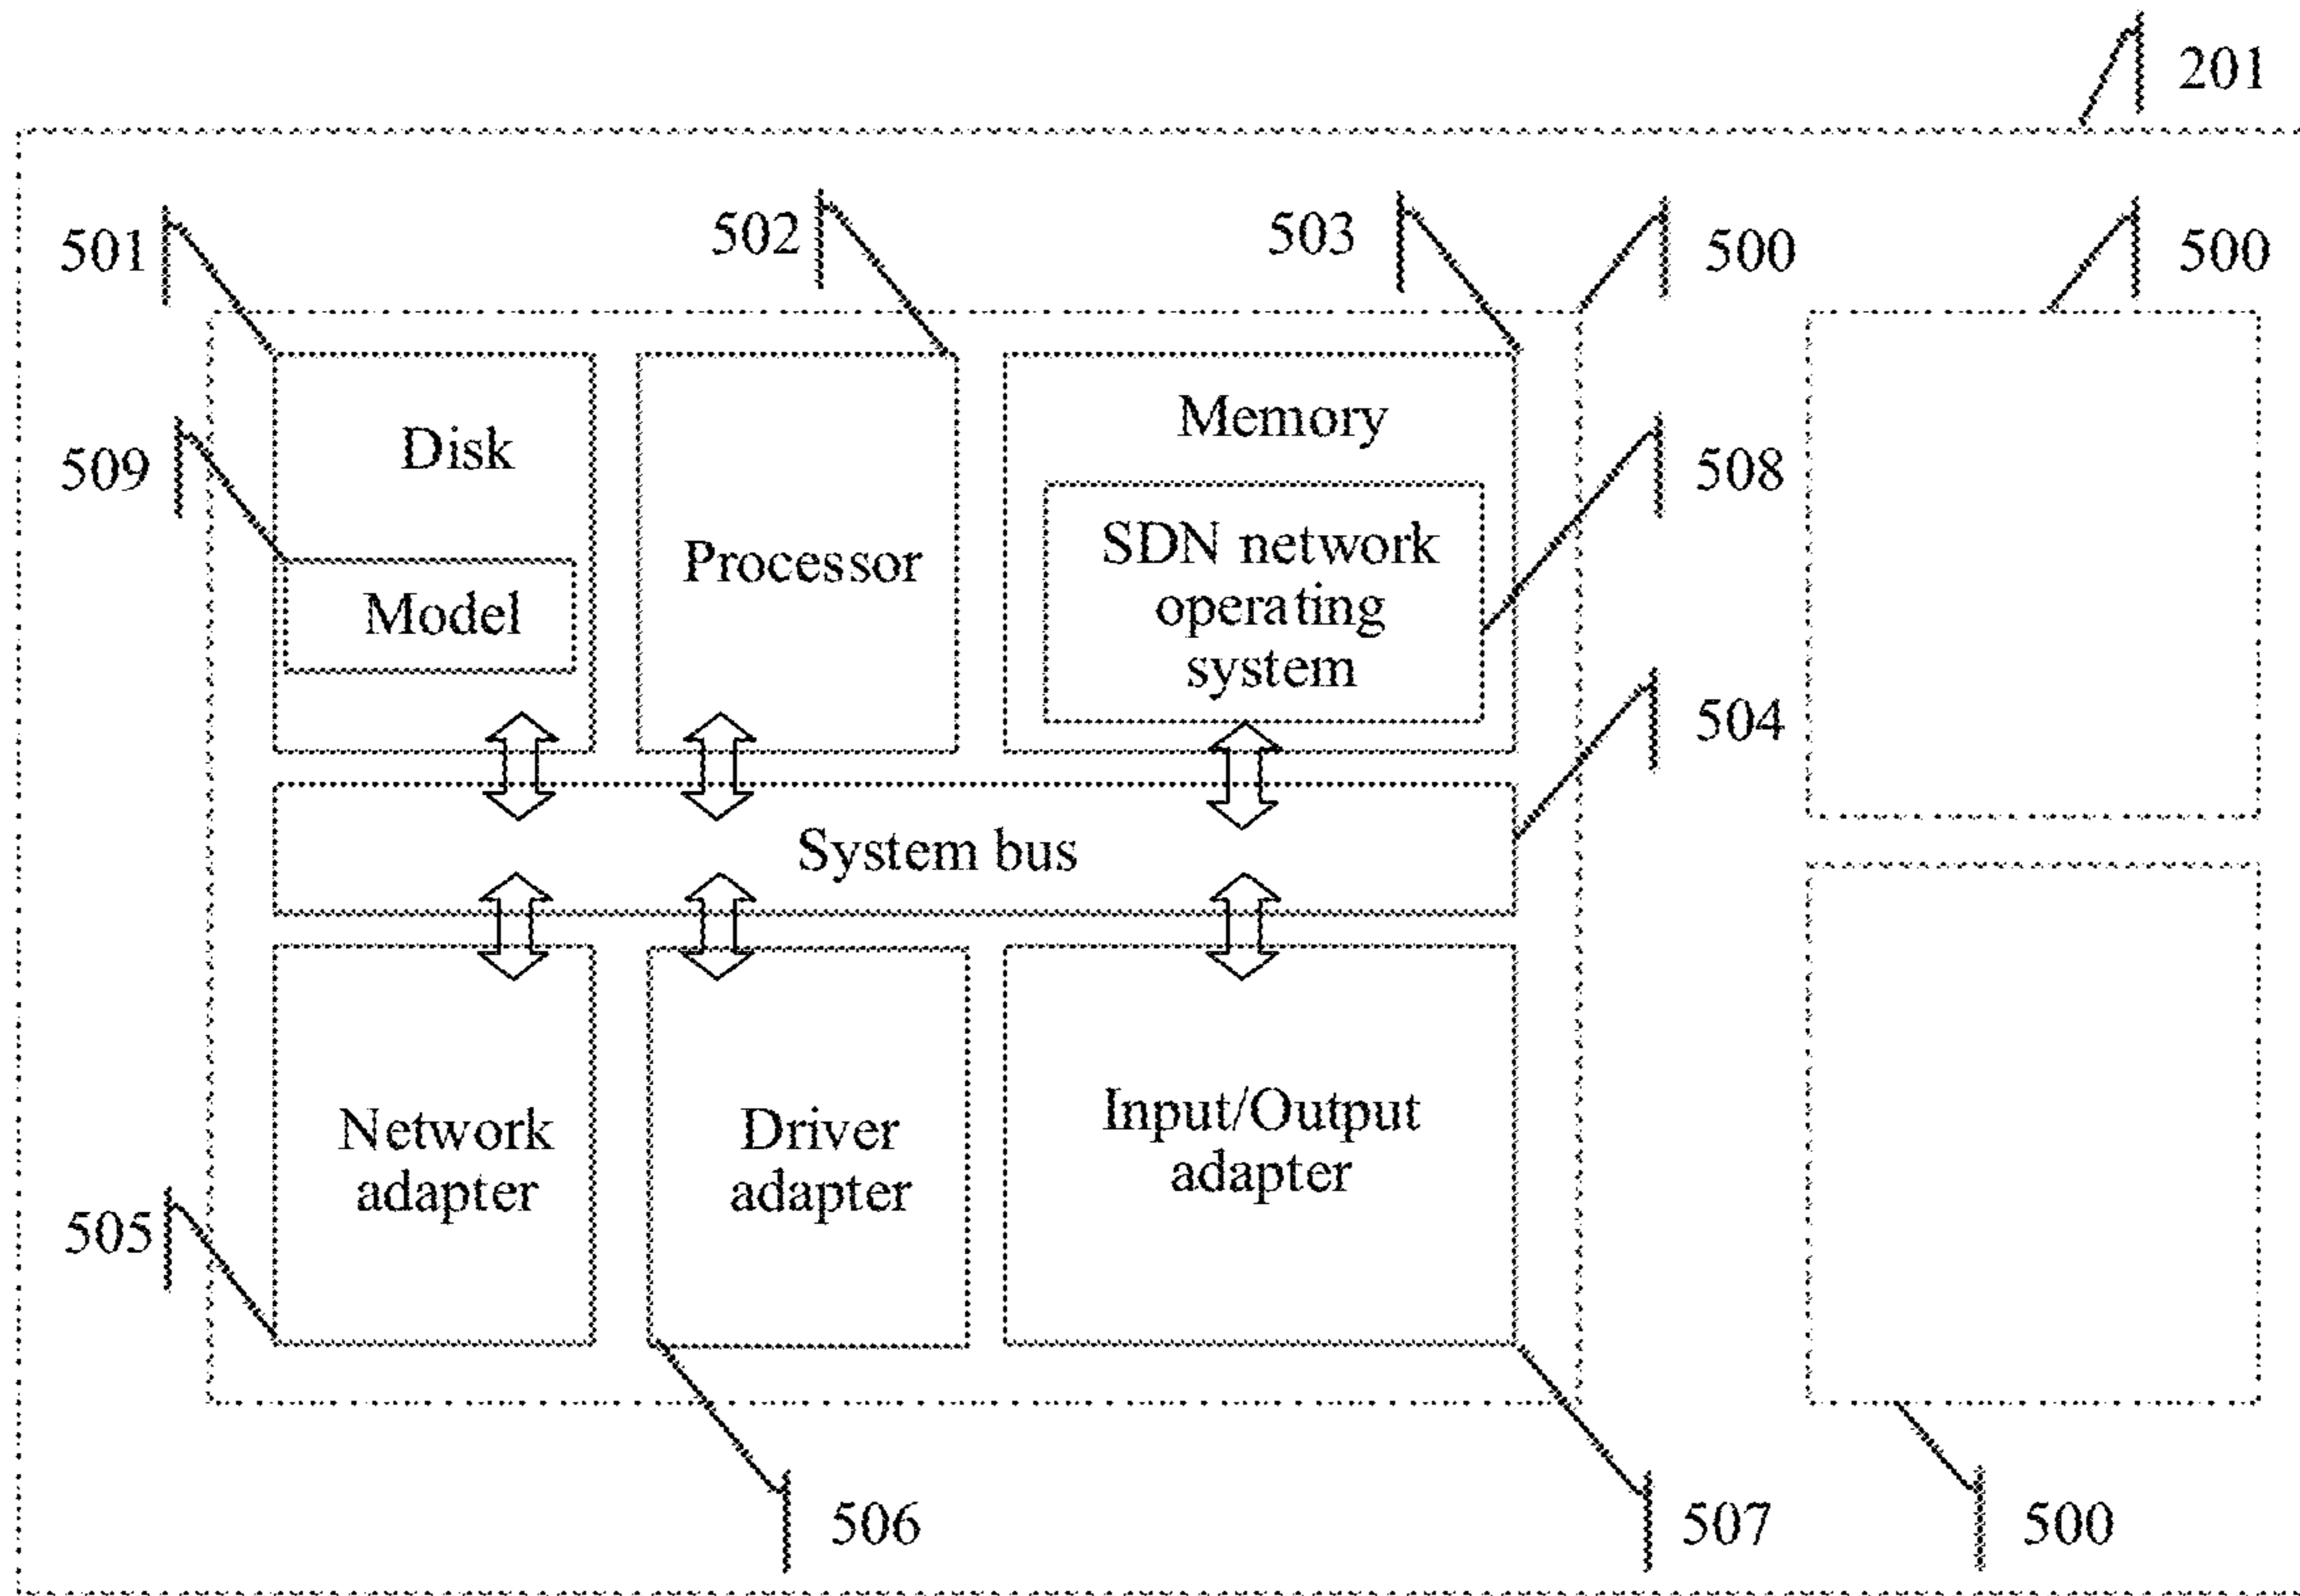 201
501
502
503
500
500
Disk
Memory
509
508
Model
Processor
SDN network
operating
system
504
System bus
Network
adapter
Driver
adapter
Input/Output
adapter
505
506
507
500